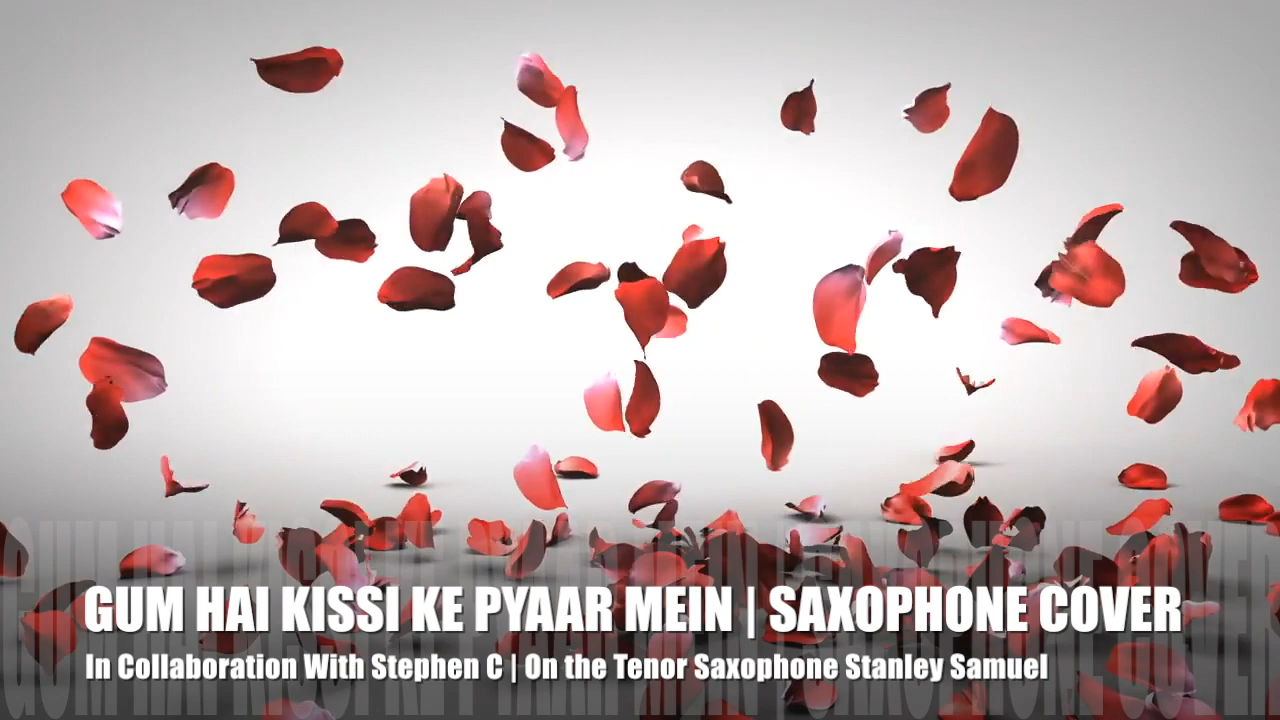 GUM HAI KISSI KE PYAAR MEIN | SAXOPHONE COVER
In Collaboration With Stephen C | On the Tenor Saxophone Stanley Samuel